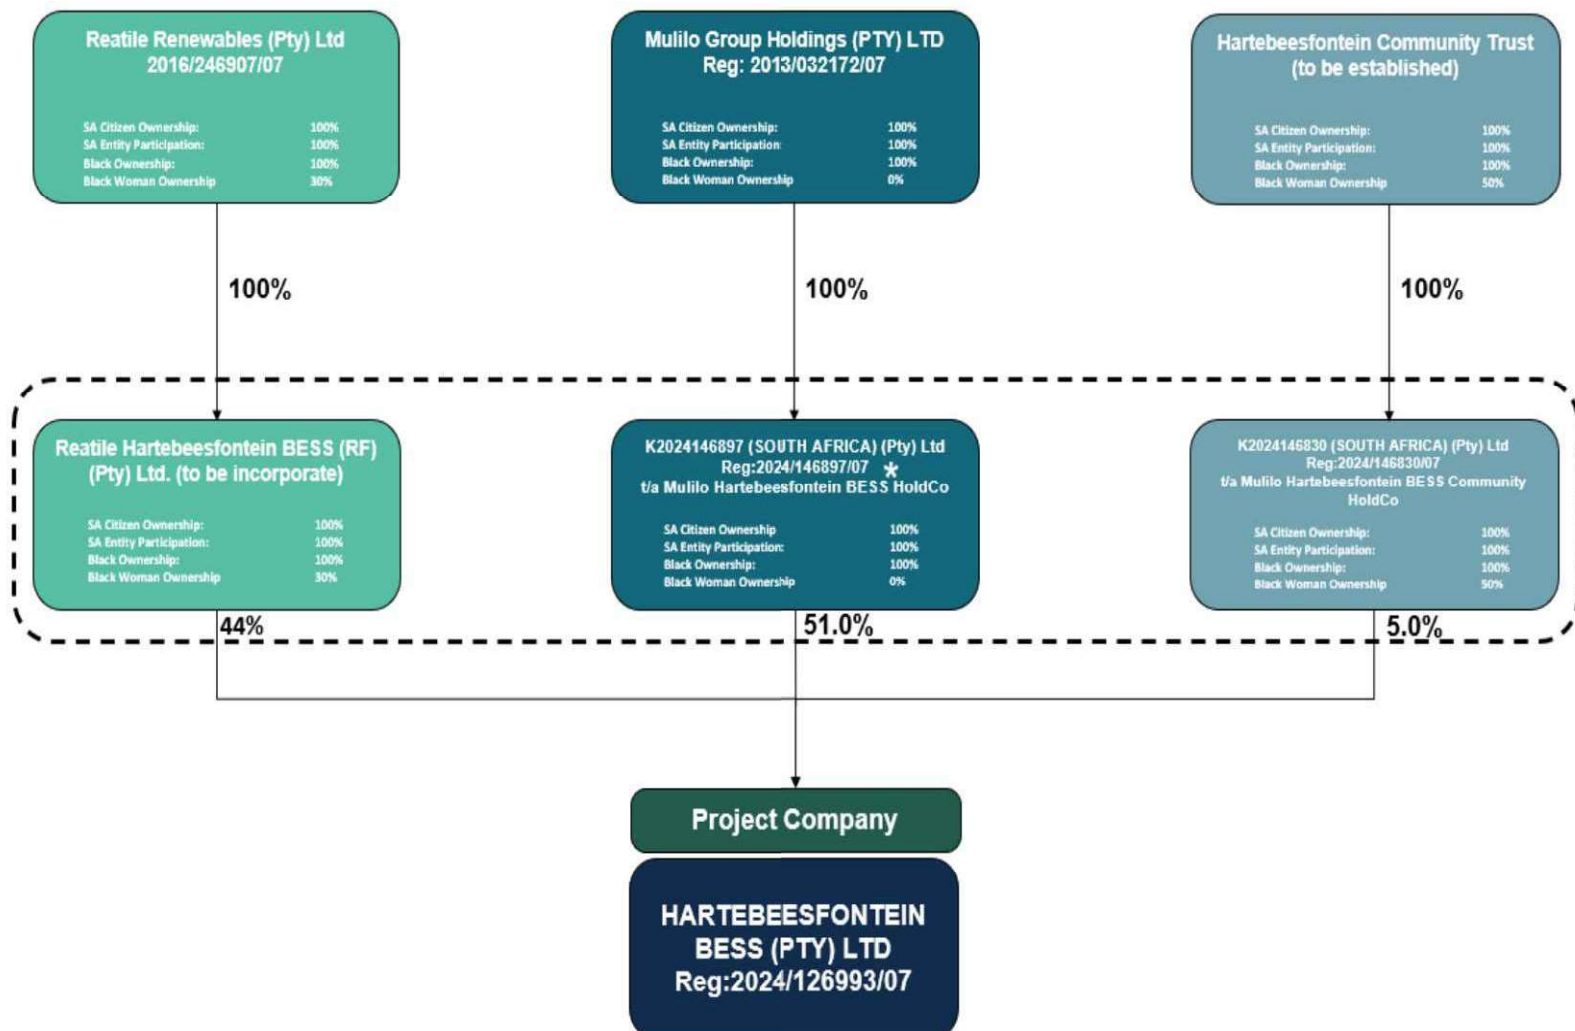 Reatile Renewables (Pty) Ltd
2016/246907/07
SA Citizen Ownership: 100%
SA Entity Participation: 100%
Black Ownership: 100%
Black Woman Ownership 30%
Mulilo Group Holdings (PTY) LTD
Reg: 2013/032172/07
SA Citizen Ownership: 100%
SA Entity Participation: 100%
Black Ownership: 100%
Black Woman Ownership 0%
Hartebeesfontein Community Trust
(to be established)
SA Citizen Ownership: 100%
SA Entity Participation: 100%
Black Ownership: 100%
Black Woman Ownership 50%
100%
100%
100%
Reatile Hartebeesfontein BESS (RF)
(Pty) Ltd. (to be incorporate)
SA Citizen Ownership: 100%
SA Entity Participation: 100%
Black Ownership: 100%
Black Woman Ownership 30%
K2024146897 (SOUTH AFRICA) (Pty) Ltd
Reg:2024/146897/07 *
t/a Mulilo Hartebeesfontein BESS HoldCo
SA Citizen Ownership 100%
SA Entity Participation: 100%
Black Ownership: 100%
Black Woman Ownership 0%
K2024146830 (SOUTH AFRICA) (Pty) Ltd
Reg:2024/146830/07
t/a Mulilo Hartebeesfontein BESS Community
HoldCo
SA Citizen Ownership: 100%
SA Entity Participation: 100%
Black Ownership: 100%
Black Woman Ownership 50%
44%
51.0%
5.0%
Project Company
HARTEBEESFONTEIN
BESS (PTY) LTD
Reg:2024/126993/07